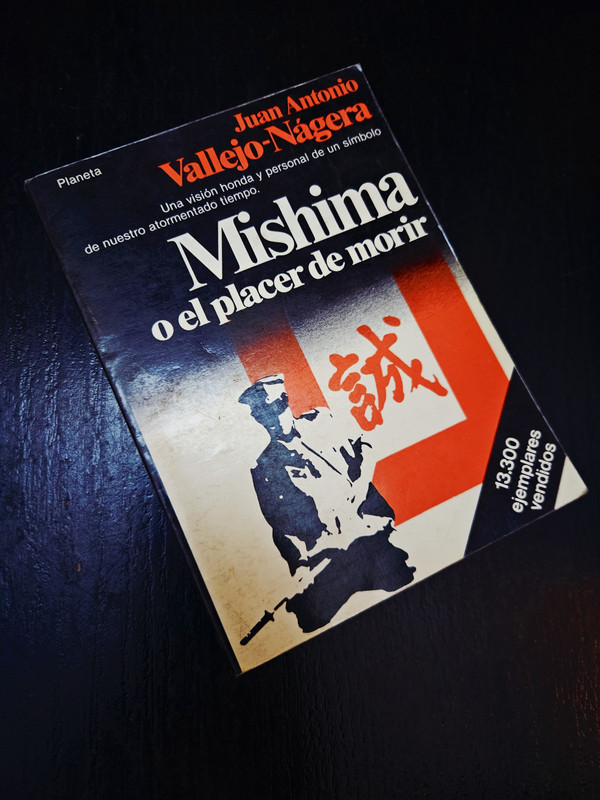 Planeta
Juan Antonio
Vallejo-Nágera
Una visión honda y personal de un símbolo
de nuestro atormentado tiempo.
Mishima
o el placer de morir
誠
13.300
ejemplares
vendidos